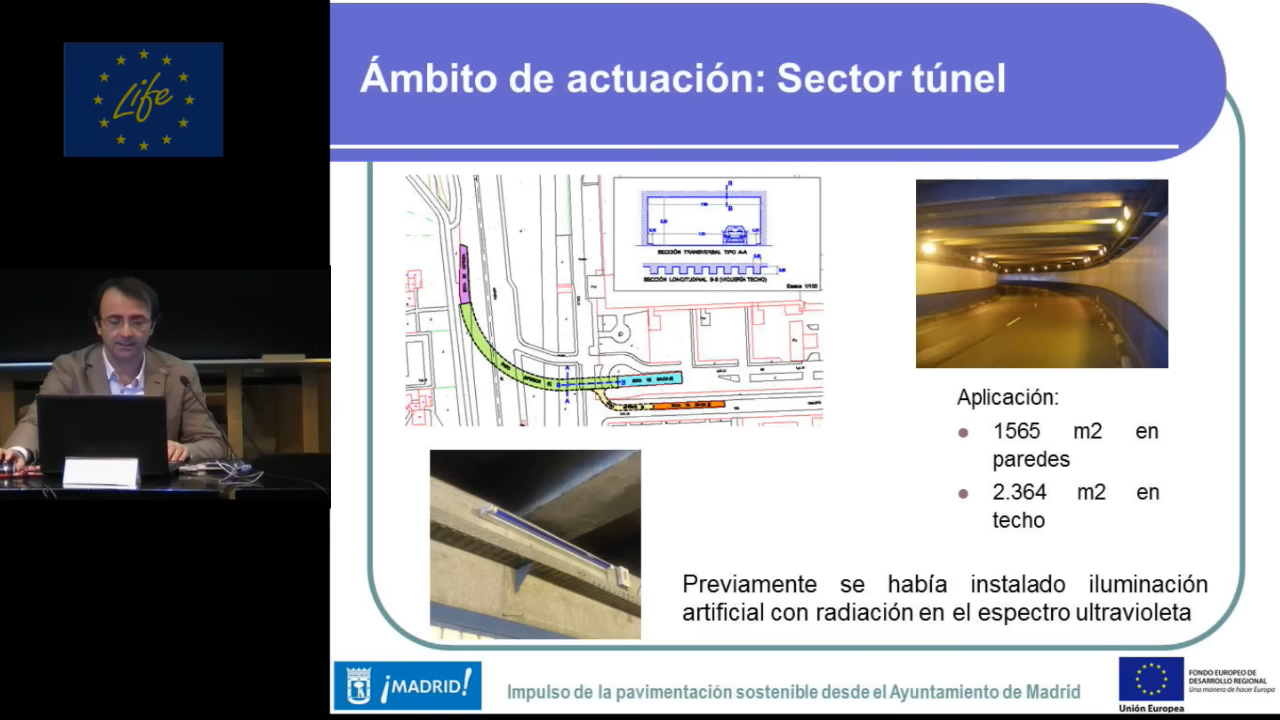 Life
Ámbito de actuación: Sector túnel
SECCIÓN TRANSVERSAL TIPO A-A
SECCIÓN LONGITUDINAL B-B (VIGUERÍA TECHO)
Escala 1/100
Aplicación:
1565 m2 en
paredes
2.364 m2 en
techo
Previamente se había instalado iluminación
artificial con radiación en el espectro ultravioleta
¡MADRID!
Impulso de la pavimentación sostenible desde el Ayuntamiento de Madrid
Unión Europea
FONDO EUROPEO DE
DESARROLLO REGIONAL
Una manera de hacer Europa